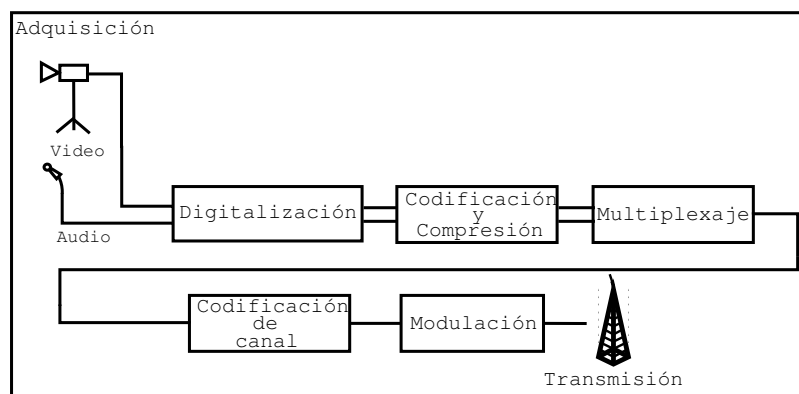 Adquisición
Video
Audio
Digitalización
Codificación
y
Compresión
Multiplexaje
Codificación
de
canal
Modulación
Transmisión